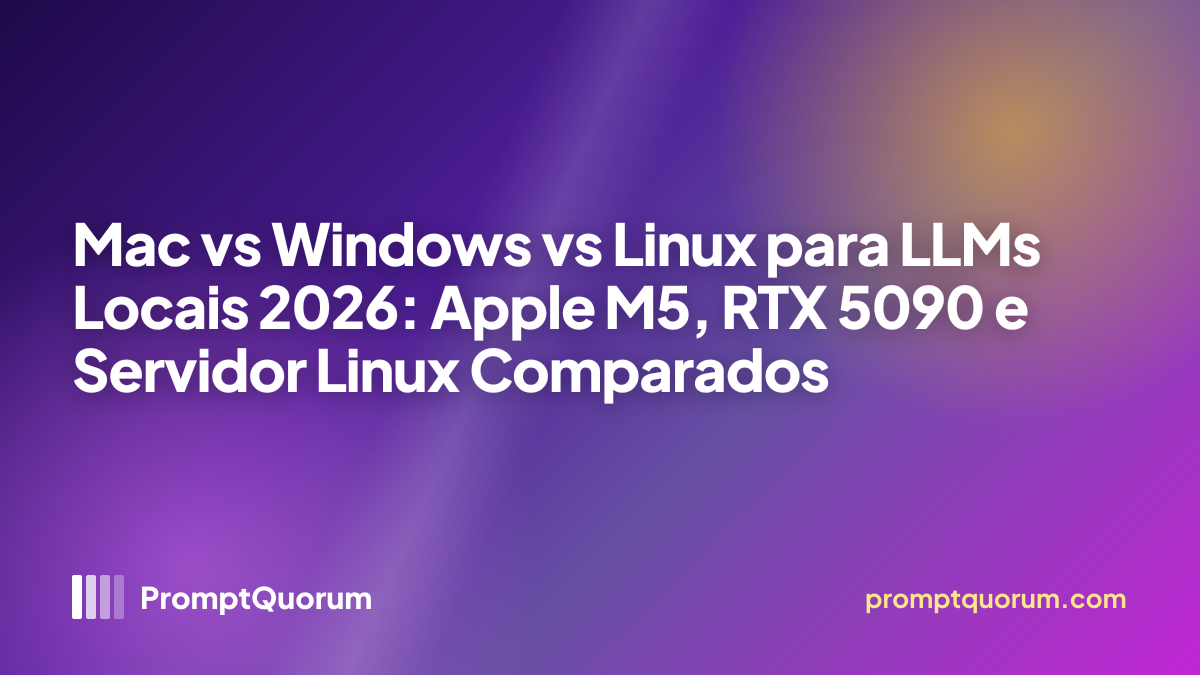 Mac vs Windows vs Linux para LLMs
Locais 2026: Apple M5, RTX 5090 e
Servidor Linux Comparados
PromptQuorum
promptquorum.com